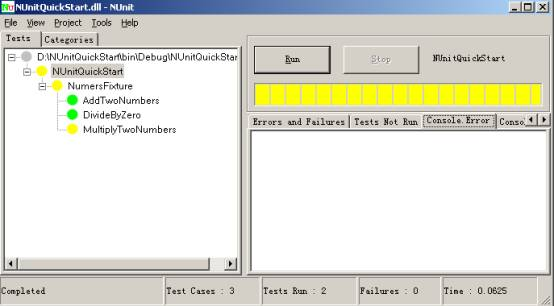 NUnitQuickStart.dll - NUnit
File View Project Tools Help
Tests Categories
D:\NUnitQuickStart\bin\Debug\NUnitQuickStar
NUnitQuickStart
NumersFixture
AddTwoNumbers
DivideByZero
MultiplyTwoNumbers
Run Stop NUnitQuickStart
Errors and Failures Tests Not Run Console.Error Conso
Completed Test Cases : 3 Tests Run : 2 Failures : 0 Time : 0.0625